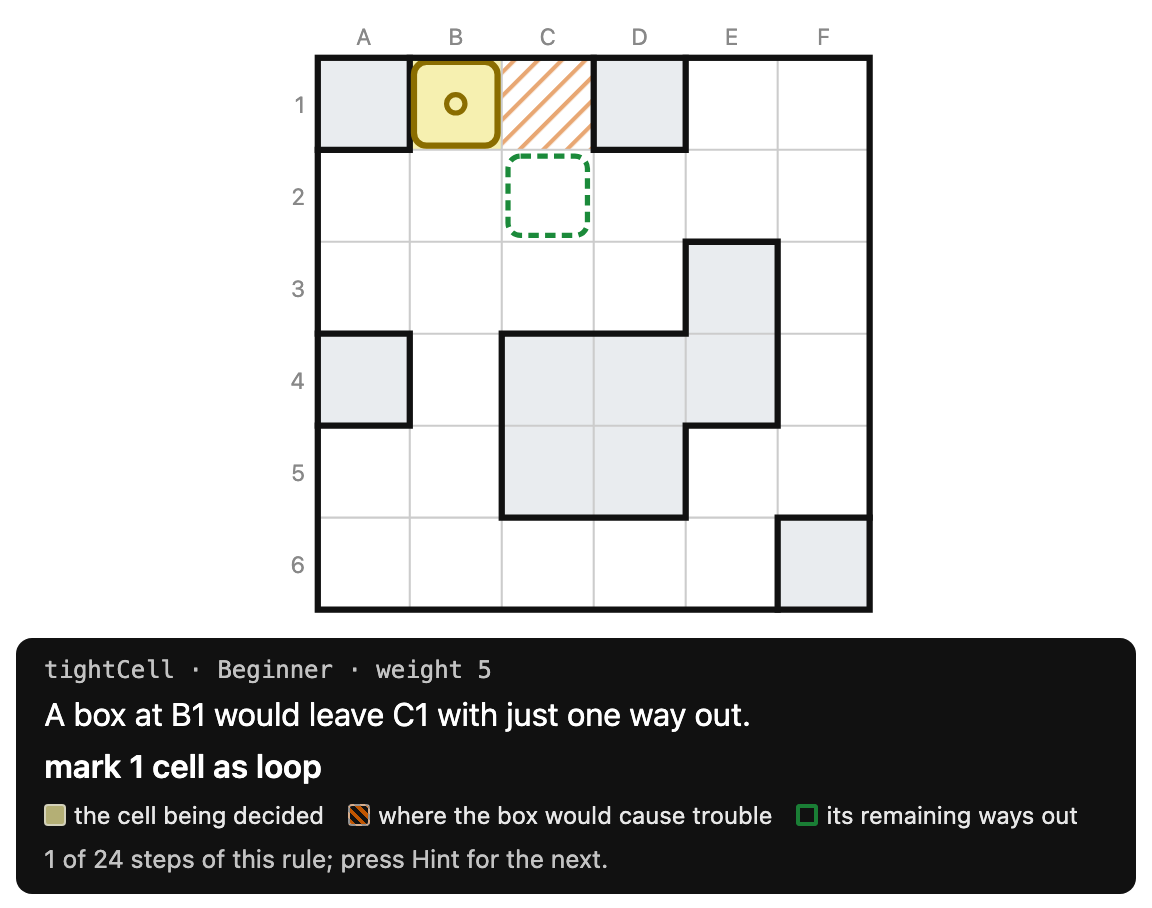 A B C D E F
1
2
3
4
5
6
tightCell · Beginner · weight 5
A box at B1 would leave C1 with just one way out.
mark 1 cell as loop
the cell being decided where the box would cause trouble its remaining ways out
1 of 24 steps of this rule; press Hint for the next.